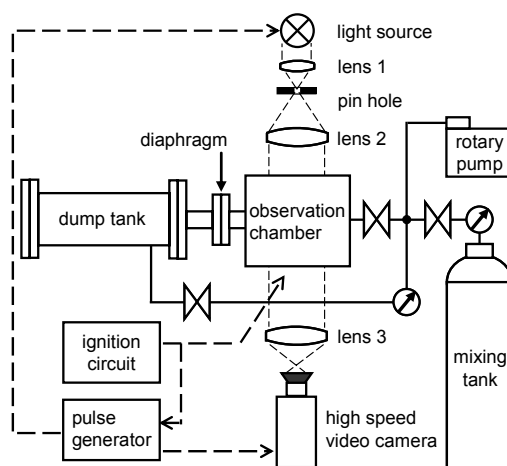 light source
lens 1
pin hole
lens 2
rotary
pump
diaphragm
dump tank
observation
chamber
lens 3
ignition
circuit
mixing
tank
pulse
generator
high speed
video camera